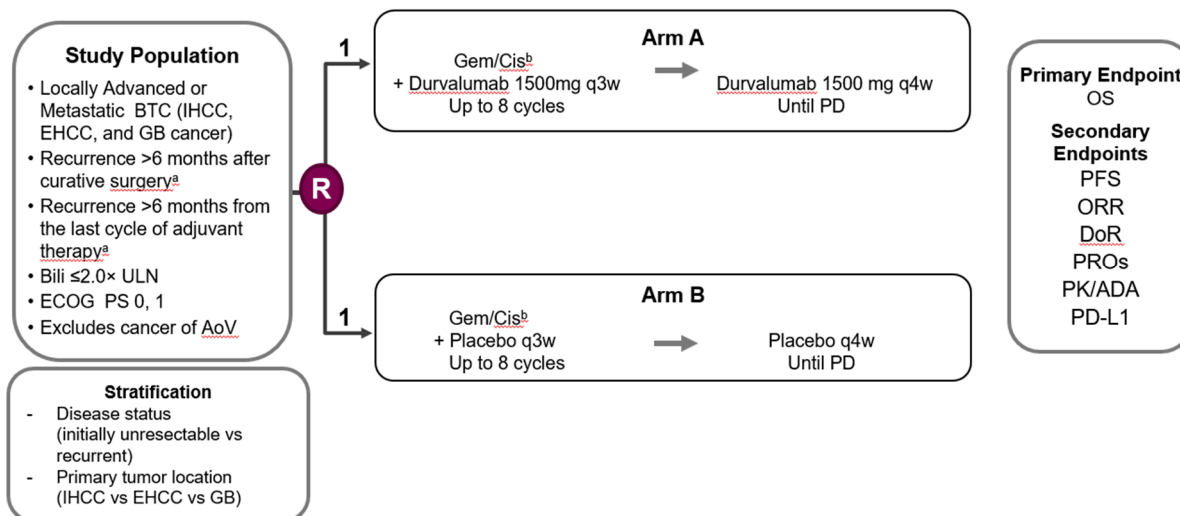 Study Population
• Locally Advanced or
Metastatic BTC (IHCC,
EHCC, and GB cancer)
• Recurrence >6 months after
curative surgeryᵃ
• Recurrence >6 months from
the last cycle of adjuvant
therapyᵃ
• Bili ≤2.0× ULN
• ECOG PS 0, 1
• Excludes cancer of AoV
Stratification
- Disease status
(initially unresectable vs
recurrent)
- Primary tumor location
(IHCC vs EHCC vs GB)
R
1
Arm A
Gem/Cisᵇ
+ Durvalumab 1500mg q3w
Up to 8 cycles
Durvalumab 1500 mg q4w
Until PD
1
Arm B
Gem/Cisᵇ
+ Placebo q3w
Up to 8 cycles
Placebo q4w
Until PD
Primary Endpoint
OS
Secondary
Endpoints
PFS
ORR
DoR
PROs
PK/ADA
PD-L1